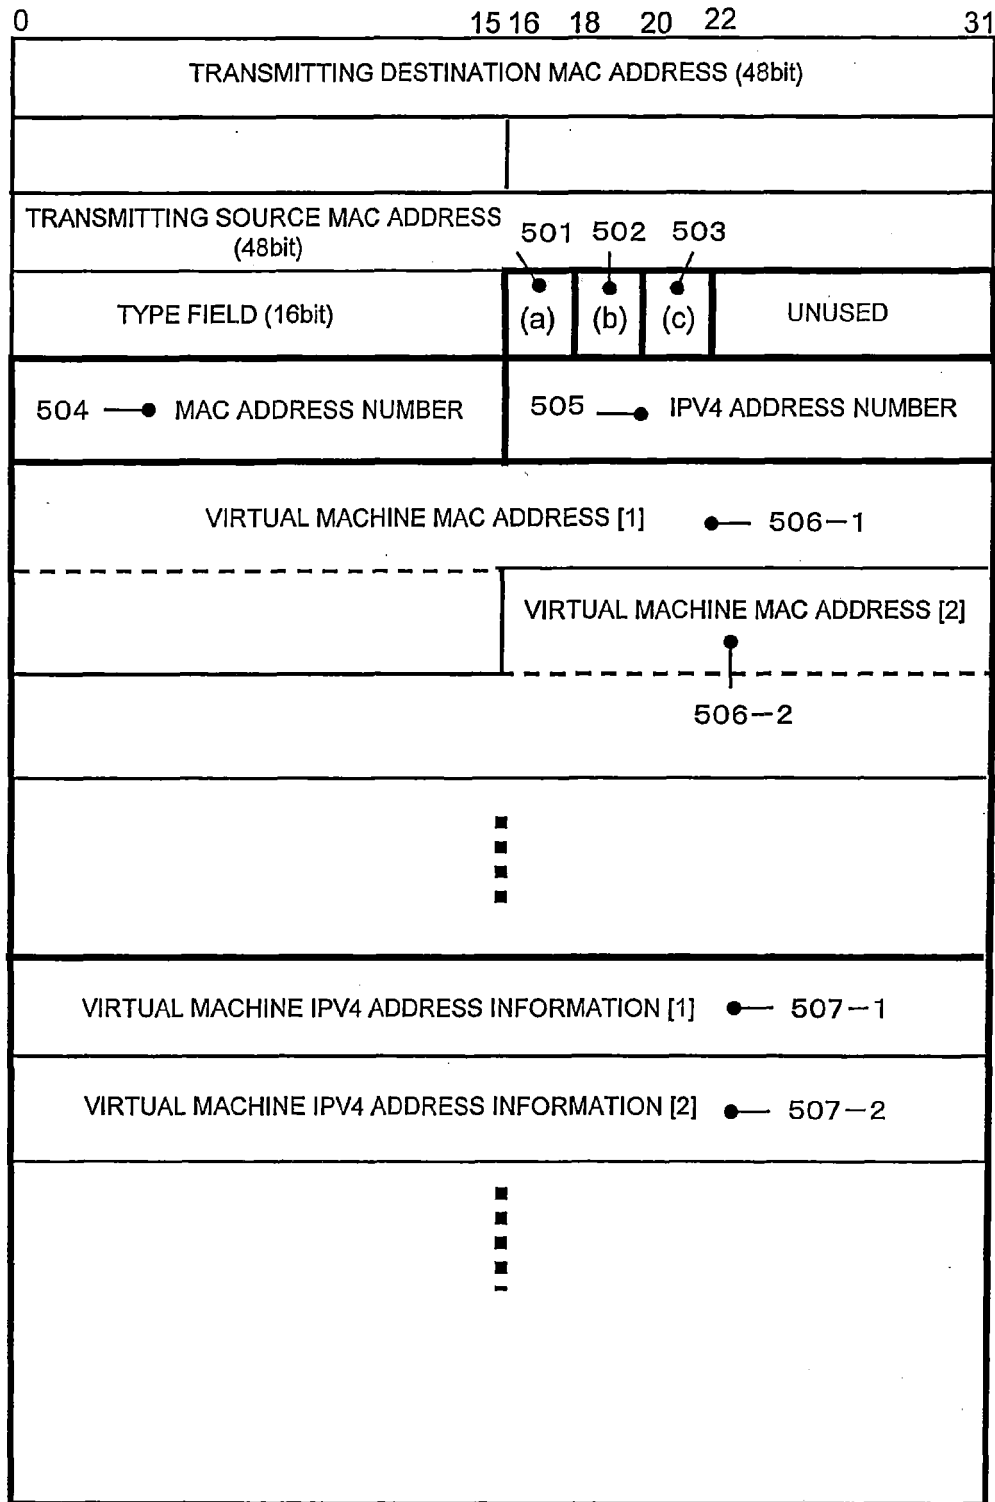 0 15 16 18 20 22 31
TRANSMITTING DESTINATION MAC ADDRESS (48bit)
TRANSMITTING SOURCE MAC ADDRESS
(48bit)
501 502 503
TYPE FIELD (16bit) (a) (b) (c) UNUSED
504 MAC ADDRESS NUMBER 505 IPV4 ADDRESS NUMBER
VIRTUAL MACHINE MAC ADDRESS [1] 506-1
VIRTUAL MACHINE MAC ADDRESS [2]
506-2
VIRTUAL MACHINE IPV4 ADDRESS INFORMATION [1] 507-1
VIRTUAL MACHINE IPV4 ADDRESS INFORMATION [2] 507-2